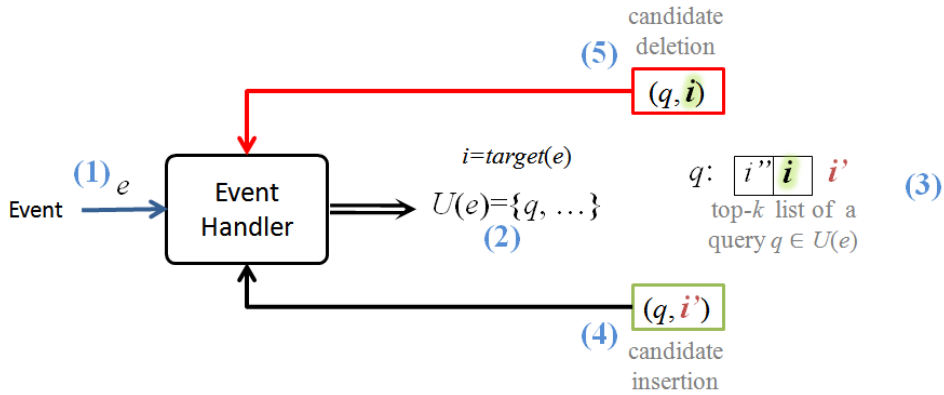 candidate
deletion
(5)
(q, i)
i=target(e)
(1) e
Event
Event
Handler
U(e)={q, …}
(2)
q: i’’ i i’
(3)
top-k list of a
query q ∈ U(e)
(q, i’)
(4)
candidate
insertion